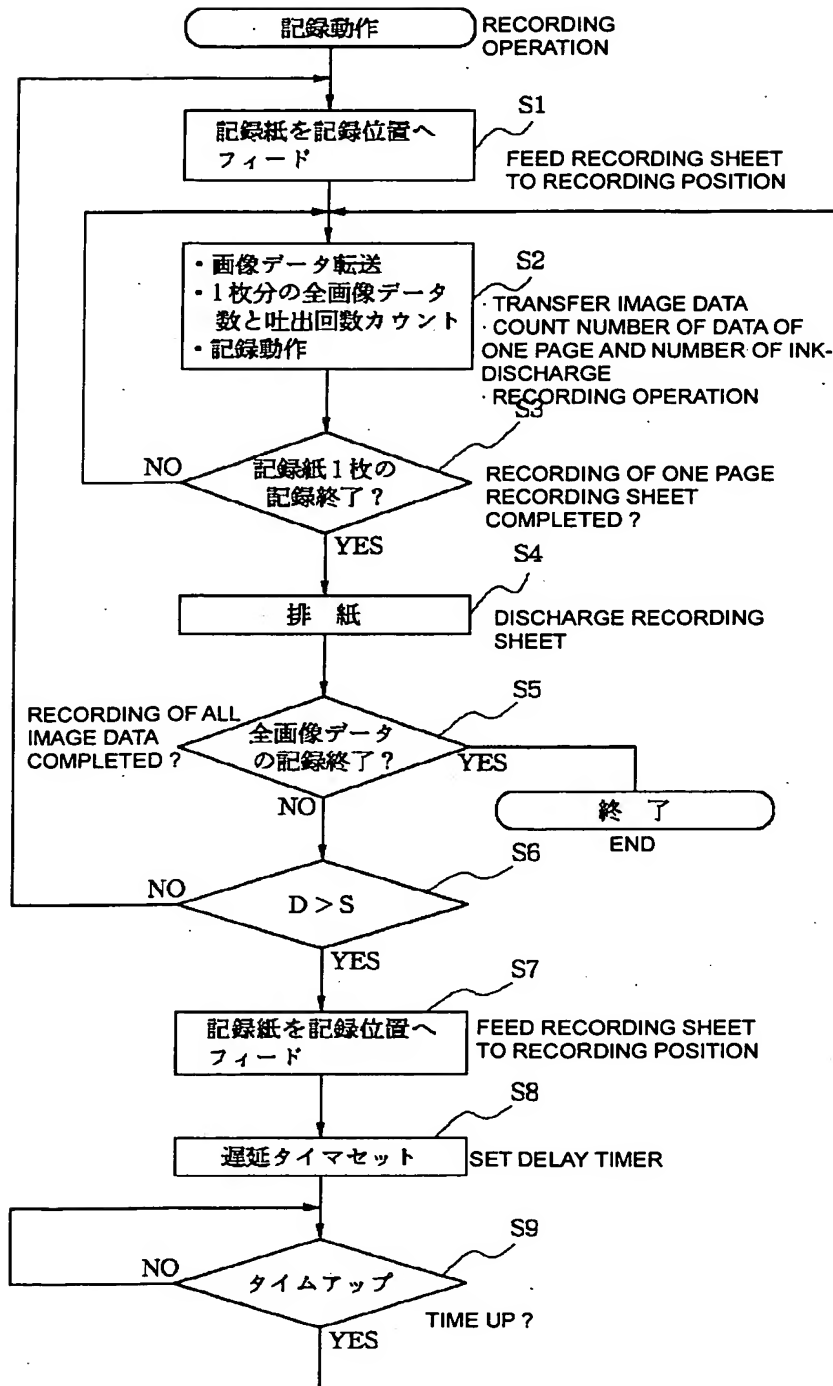 記録動作
RECORDING
OPERATION
S1
記録紙を記録位置へ
フィード
FEED RECORDING SHEET
TO RECORDING POSITION
S2
・画像データ転送
・1枚分の全画像データ
数と吐出回数カウント
・記録動作
· TRANSFER IMAGE DATA
· COUNT NUMBER OF DATA OF
ONE PAGE AND NUMBER OF INK-
DISCHARGE
· RECORDING OPERATION
S3
NO
記録紙1枚の
記録終了?
RECORDING OF ONE PAGE
RECORDING SHEET
COMPLETED ?
YES
S4
排 紙
DISCHARGE RECORDING
SHEET
S5
RECORDING OF ALL
IMAGE DATA
COMPLETED ?
全画像データ
の記録終了?
YES
NO
終 了
END
S6
NO
D > S
YES
S7
記録紙を記録位置へ
フィード
FEED RECORDING SHEET
TO RECORDING POSITION
S8
遅延タイマセット
SET DELAY TIMER
S9
NO
タイムアップ
TIME UP ?
YES